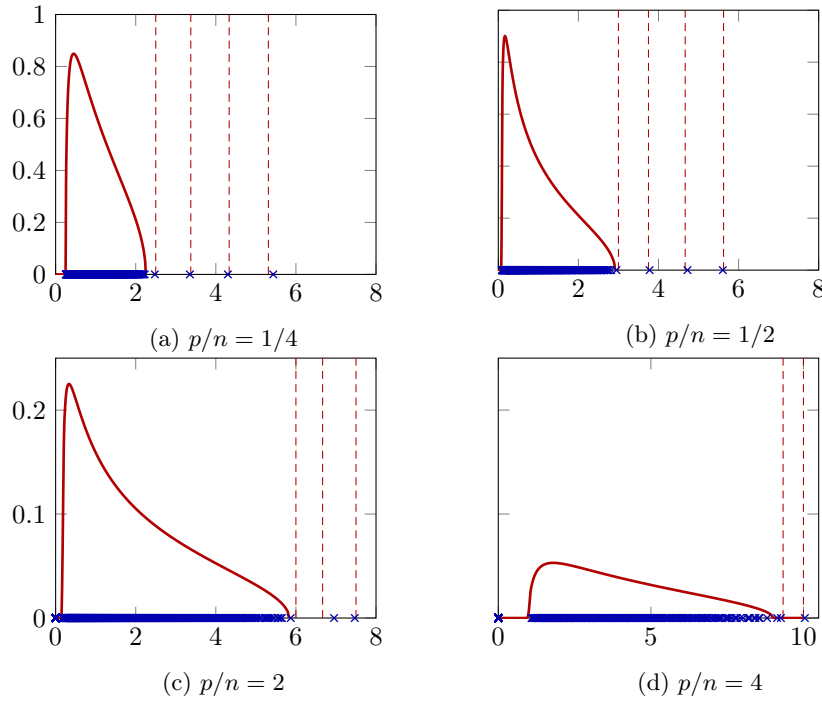 1
0.8
0.6
0.4
0.2
0
0 2 4 6 8
(a) p/n = 1/4
0 2 4 6 8
(b) p/n = 1/2
0.2
0.1
0
0 2 4 6 8
(c) p/n = 2
0 5 10
(d) p/n = 4